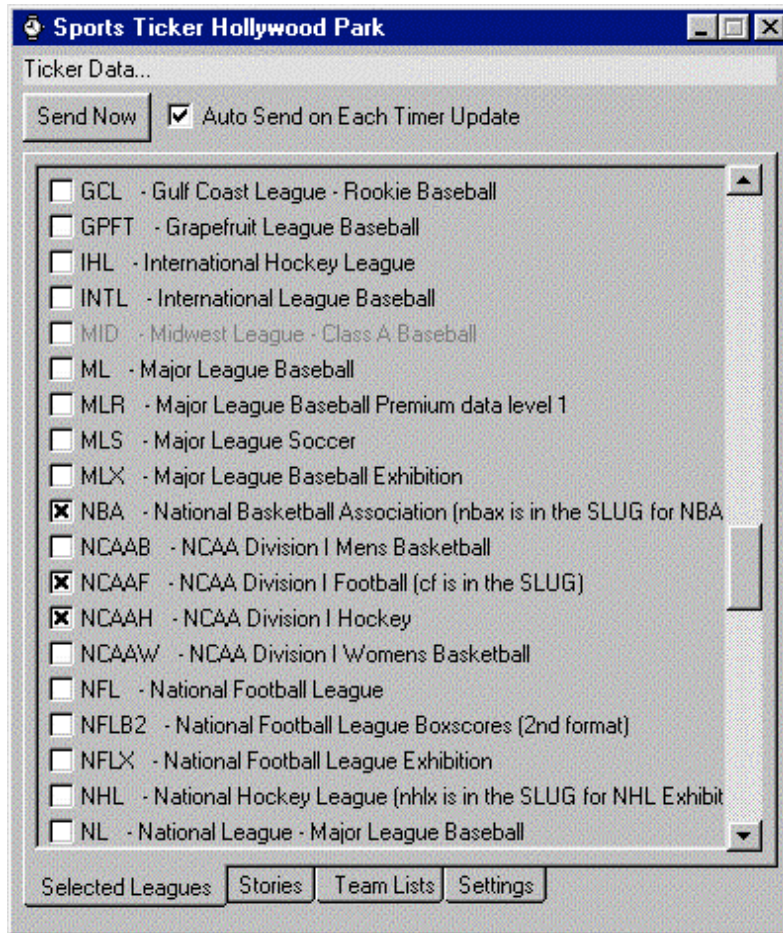 Sports Ticker Hollywood Park
Ticker Data...
Send Now
Auto Send on Each Timer Update
GCL - Gulf Coast League - Rookie Baseball
GPFT - Grapefruit League Baseball
IHL - International Hockey League
INTL - International League Baseball
MID - Midwest League - Class A Baseball
ML - Major League Baseball
MLR - Major League Baseball Premium data level 1
MLS - Major League Soccer
MLX - Major League Baseball Exhibition
NBA - National Basketball Association (nbax is in the SLUG for NBA
NCAAB - NCAA Division I Mens Basketball
NCAAF - NCAA Division I Football (cf is in the SLUG)
NCAAH - NCAA Division I Hockey
NCAAW - NCAA Division I Womens Basketball
NFL - National Football League
NFLB2 - National Football League Boxscores (2nd format)
NFLX - National Football League Exhibition
NHL - National Hockey League (nhlx is in the SLUG for NHL Exhibit
NL - National League - Major League Baseball
Selected Leagues Stories Team Lists Settings